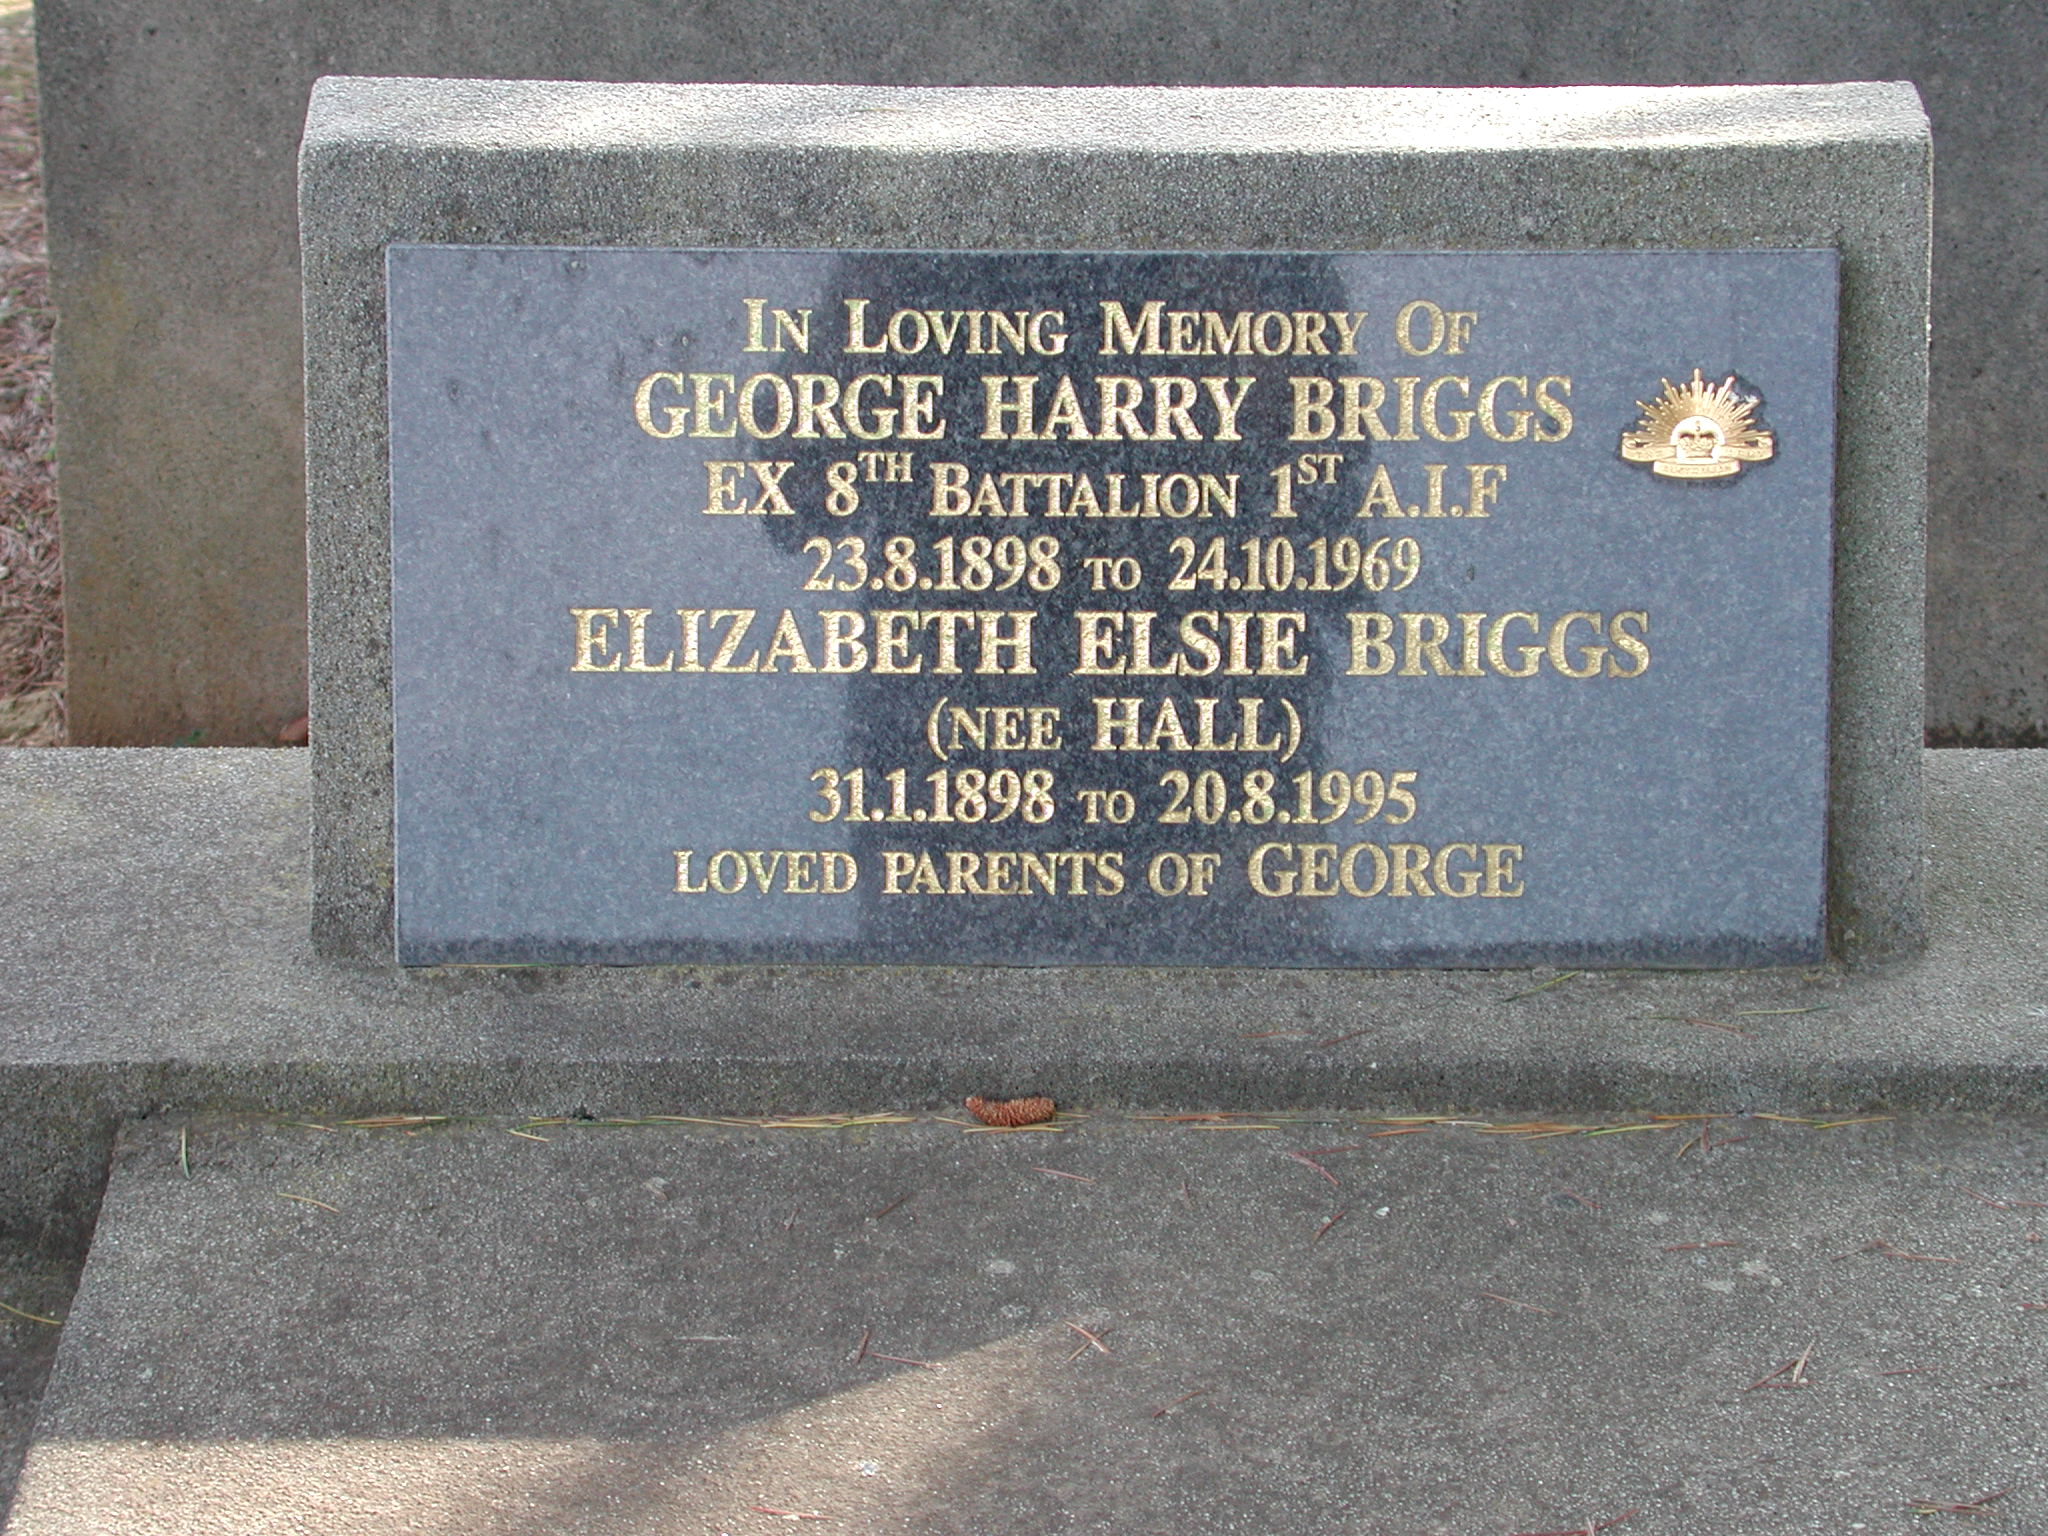 IN LOVING MEMORY OF
GEORGE HARRY BRIGGS
EX 8TH BATTALION 1ST A.I.F
23.8.1898 TO 24.10.1969
ELIZABETH ELSIE BRIGGS
(NEE HALL)
31.1.1898 TO 20.8.1995
LOVED PARENTS OF GEORGE